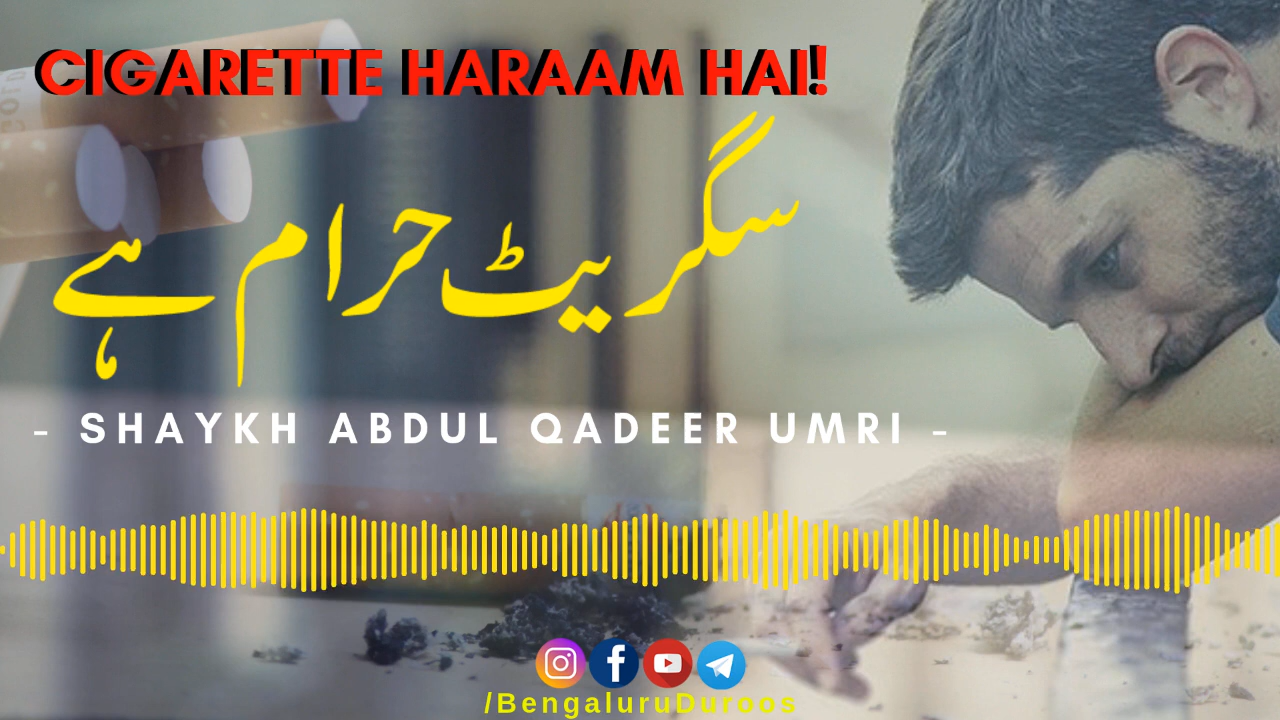 CIGARETTE HARAAM HAI!
سگریٹ حرام ہے
- SHAYKH ABDUL QADEER UMRI -
/BengaluruDuroos